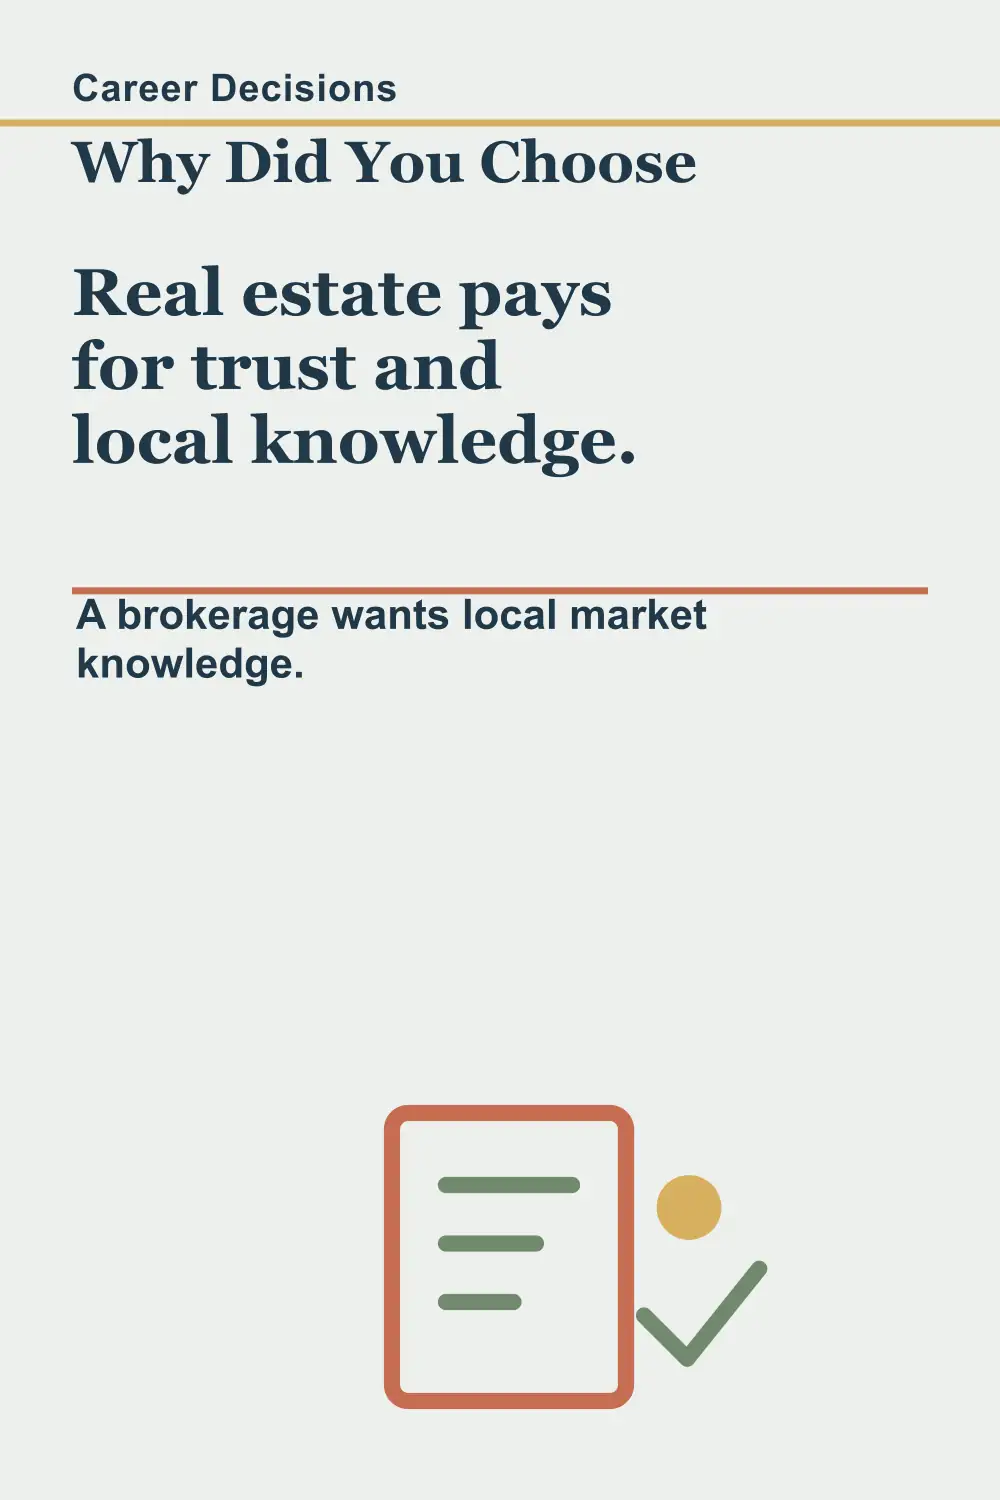 Career Decisions
Why Did You Choose
Real estate pays
for trust and
local knowledge.
A brokerage wants local market
knowledge.